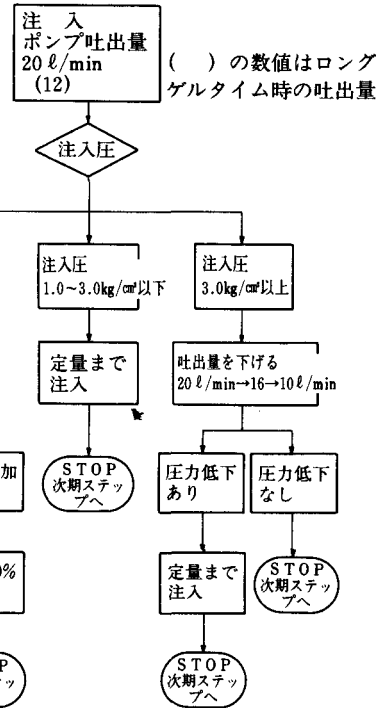 注 入
ポンプ吐出量
20 ℓ/min
(12)
( )の数値はロング
ゲルタイム時の吐出量
注入圧
注入圧
1.0~3.0kg/c㎡以下
注入圧
3.0kg/c㎡以上
定量まで
注入
吐出量を下げる
20ℓ/min→16→10ℓ/min
加
STOP
次期ステッ
プへ
圧力低下
あり
圧力低下
なし
%
定量まで
注入
STOP
次期ステッ
プへ
P
ッ
STOP
次期ステッ
プへ